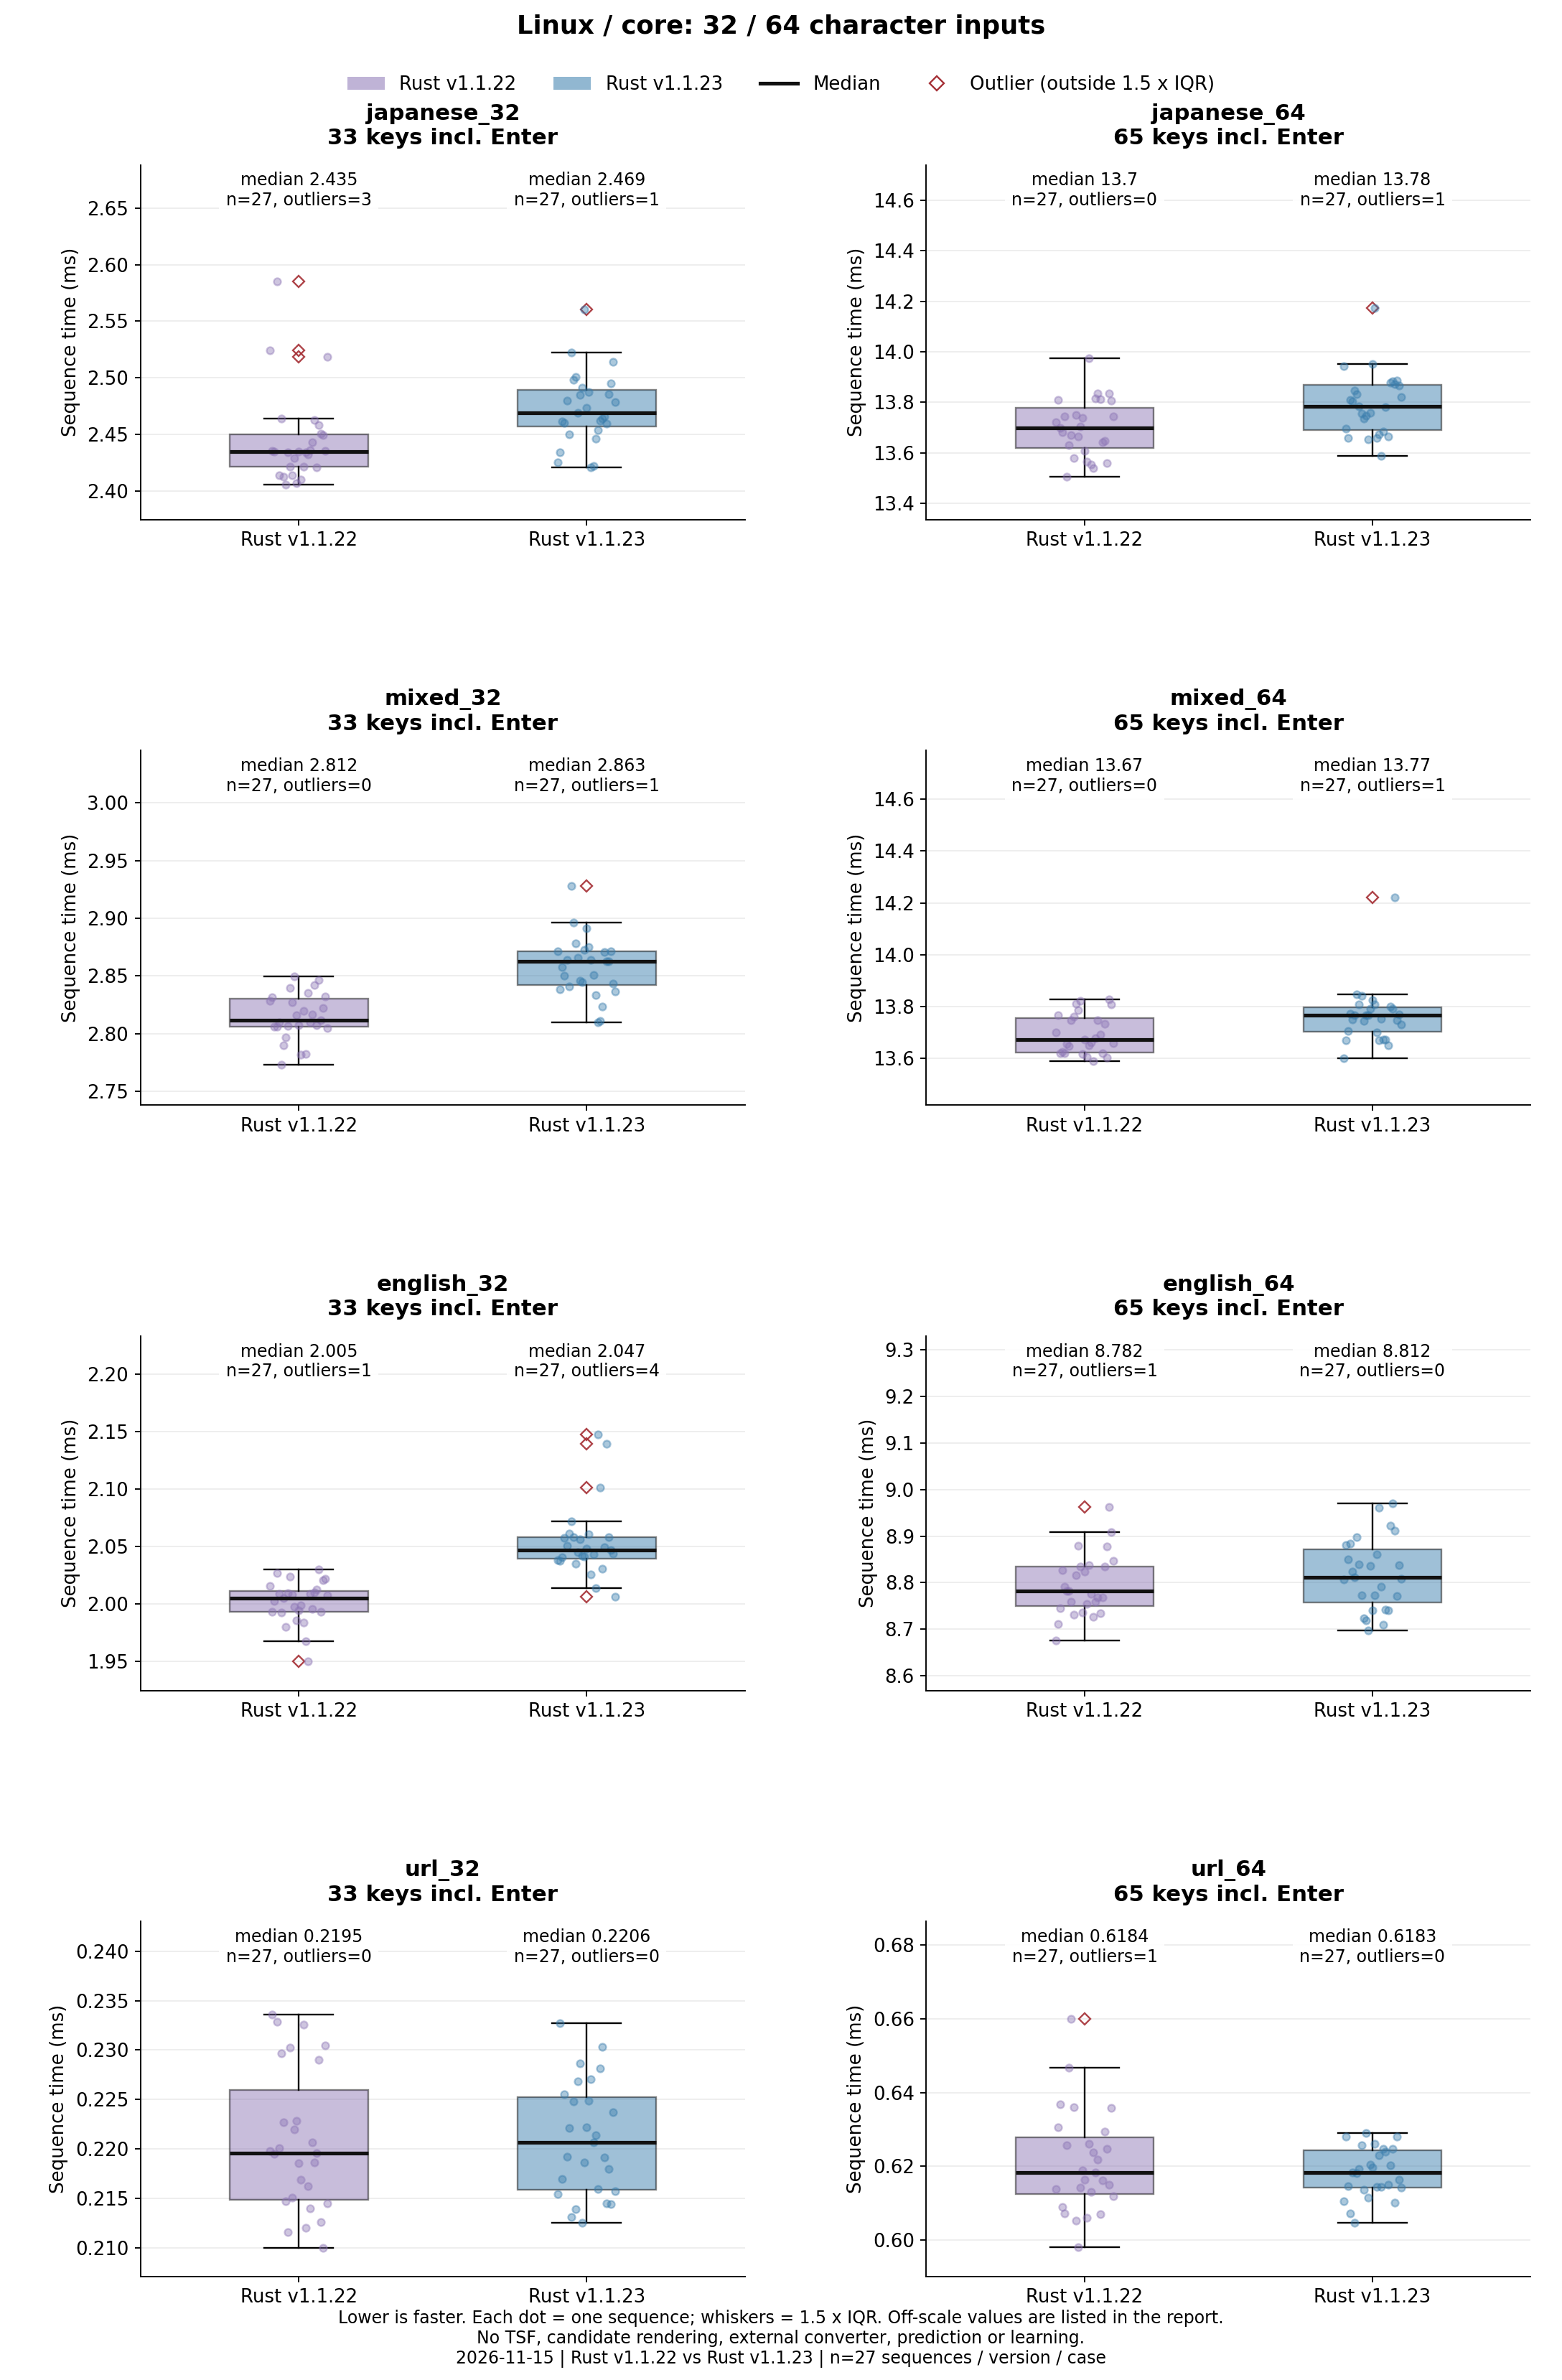 Linux / core: 32 / 64 character inputs
Rust v1.1.22 Rust v1.1.23 Median Outlier (outside 1.5 x IQR)
japanese_32
33 keys incl. Enter
median 2.435
n=27, outliers=3
median 2.469
n=27, outliers=1
Sequence time (ms)
2.65
2.60
2.55
2.50
2.45
2.40
Rust v1.1.22 Rust v1.1.23
japanese_64
65 keys incl. Enter
median 13.7
n=27, outliers=0
median 13.78
n=27, outliers=1
Sequence time (ms)
14.6
14.4
14.2
14.0
13.8
13.6
13.4
Rust v1.1.22 Rust v1.1.23
mixed_32
33 keys incl. Enter
median 2.812
n=27, outliers=0
median 2.863
n=27, outliers=1
Sequence time (ms)
3.00
2.95
2.90
2.85
2.80
2.75
Rust v1.1.22 Rust v1.1.23
mixed_64
65 keys incl. Enter
median 13.67
n=27, outliers=0
median 13.77
n=27, outliers=1
Sequence time (ms)
14.6
14.4
14.2
14.0
13.8
13.6
Rust v1.1.22 Rust v1.1.23
english_32
33 keys incl. Enter
median 2.005
n=27, outliers=1
median 2.047
n=27, outliers=4
Sequence time (ms)
2.20
2.15
2.10
2.05
2.00
1.95
Rust v1.1.22 Rust v1.1.23
english_64
65 keys incl. Enter
median 8.782
n=27, outliers=1
median 8.812
n=27, outliers=0
Sequence time (ms)
9.3
9.2
9.1
9.0
8.9
8.8
8.7
8.6
Rust v1.1.22 Rust v1.1.23
url_32
33 keys incl. Enter
median 0.2195
n=27, outliers=0
median 0.2206
n=27, outliers=0
Sequence time (ms)
0.240
0.235
0.230
0.225
0.220
0.215
0.210
Rust v1.1.22 Rust v1.1.23
url_64
65 keys incl. Enter
median 0.6184
n=27, outliers=1
median 0.6183
n=27, outliers=0
Sequence time (ms)
0.68
0.66
0.64
0.62
0.60
Rust v1.1.22 Rust v1.1.23
Lower is faster. Each dot = one sequence; whiskers = 1.5 x IQR. Off-scale values are listed in the report.
No TSF, candidate rendering, external converter, prediction or learning.
2026-11-15 | Rust v1.1.22 vs Rust v1.1.23 | n=27 sequences / version / case